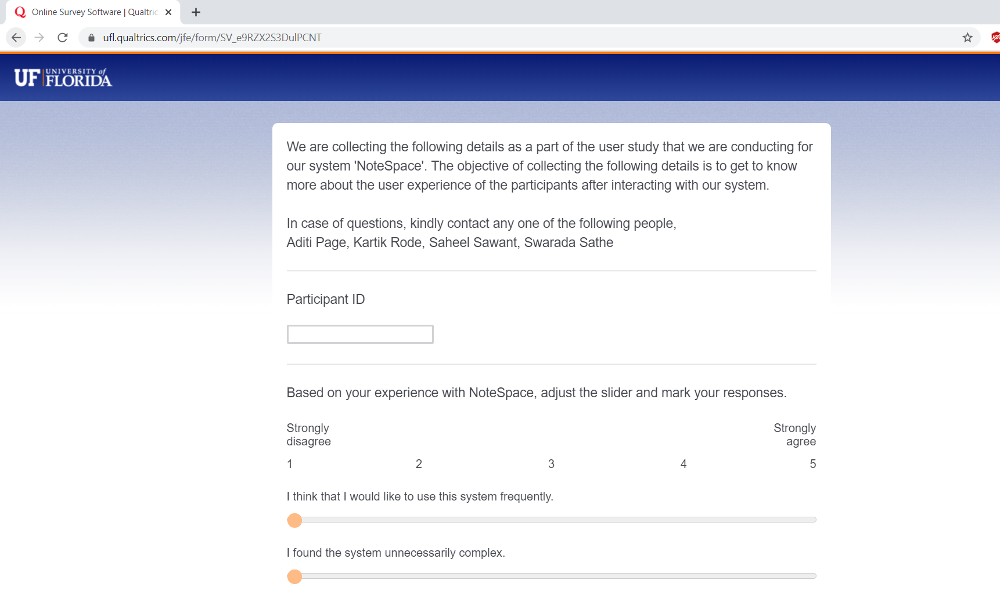 Online Survey Software | Qualtric
ufl.qualtrics.com/jfe/form/SV_e9RZX2S3DulPCNT
UF UNIVERSITY of FLORIDA
We are collecting the following details as a part of the user study that we are conducting for
our system 'NoteSpace'. The objective of collecting the following details is to get to know
more about the user experience of the participants after interacting with our system.
In case of questions, kindly contact any one of the following people,
Aditi Page, Kartik Rode, Saheel Sawant, Swarada Sathe
Participant ID
Based on your experience with NoteSpace, adjust the slider and mark your responses.
Strongly disagree
Strongly agree
1 2 3 4 5
I think that I would like to use this system frequently.
I found the system unnecessarily complex.